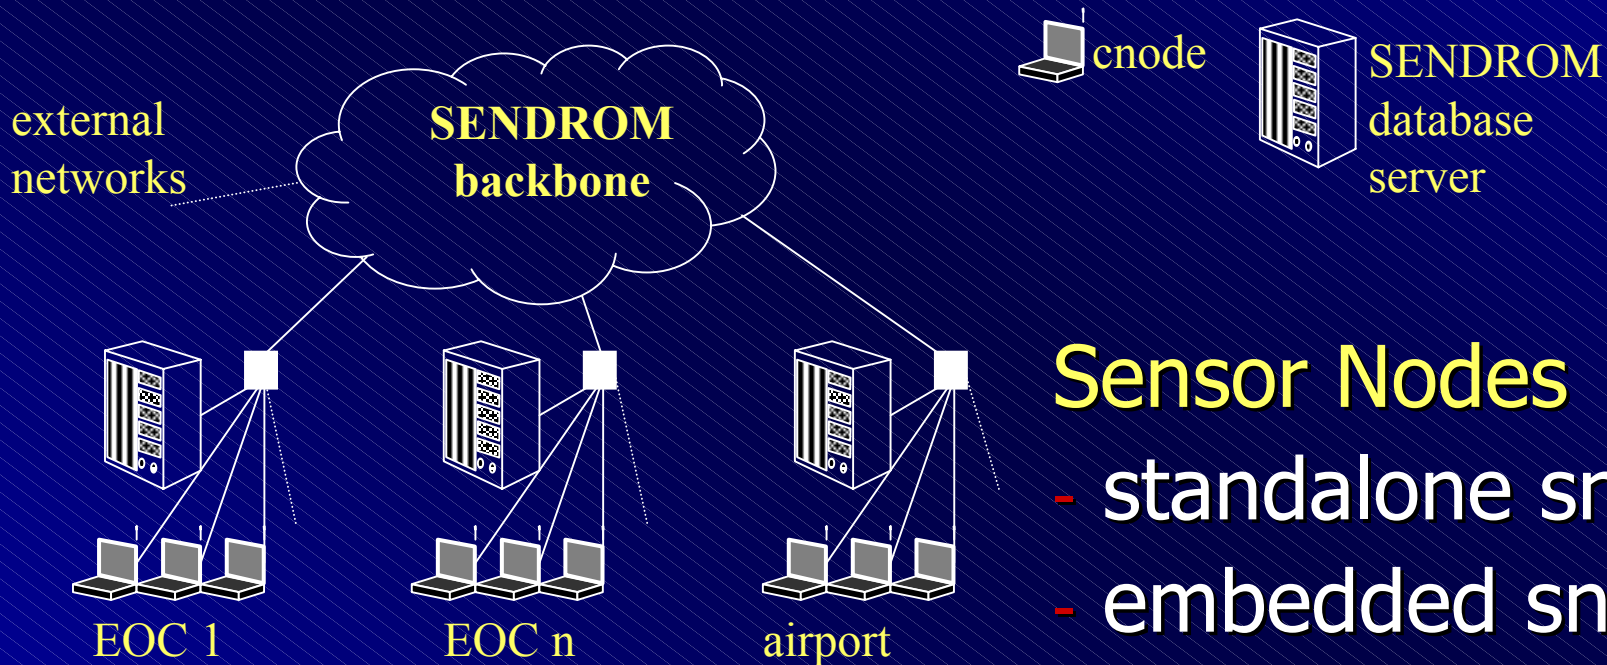 cnode
SENDROM
database
server
external
networks
SENDROM
backbone
Sensor Nodes
- standalone
- embedded
EOC 1
EOC n
airport